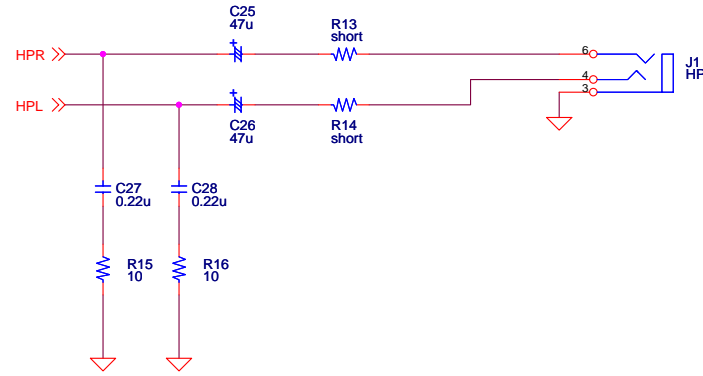 C25
47u
R13
short
HPR
6
J1
HP
4
3
HPL
C26
47u
R14
short
C27
0.22u
C28
0.22u
R15
10
R16
10